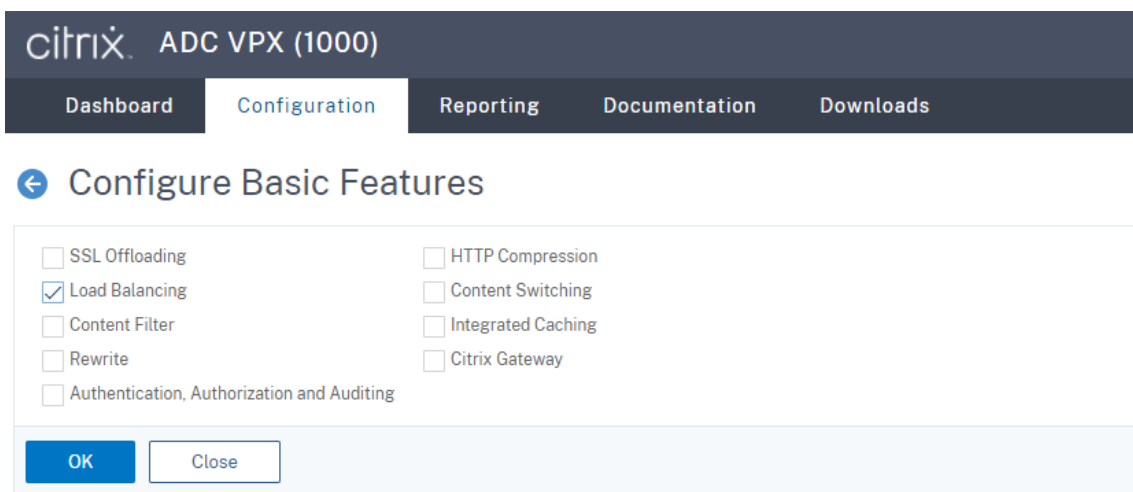 citrix. ADC VPX (1000)
Dashboard Configuration Reporting Documentation Downloads
Configure Basic Features
SSL Offloading HTTP Compression
Load Balancing Content Switching
Content Filter Integrated Caching
Rewrite Citrix Gateway
Authentication, Authorization and Auditing
OK Close